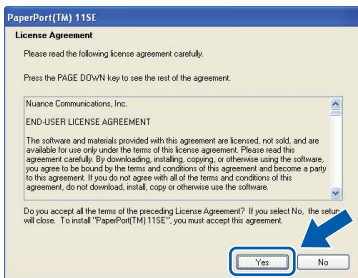 PaperPort(TM) 11SE
License Agreement
Please read the following license agreement carefully.
Press the PAGE DOWN key to see the rest of the agreement.
Nuance Communications, Inc.
END-USER LICENSE AGREEMENT
The software and materials provided with this agreement are licensed, not sold, and are
available for use only under the terms of this license agreement. Please read this
agreement carefully. By downloading, installing, copying, or otherwise using the software,
you agree to be bound by the terms and conditions of this agreement and become a party
to this agreement. If you do not agree with all of the terms and conditions of this
agreement, do not download, install, copy or otherwise use the software.
Do you accept all the terms of the preceding License Agreement? If you select No, the setup
will close. To install "PaperPort(TM) 11SE", you must accept this agreement.
Yes
No